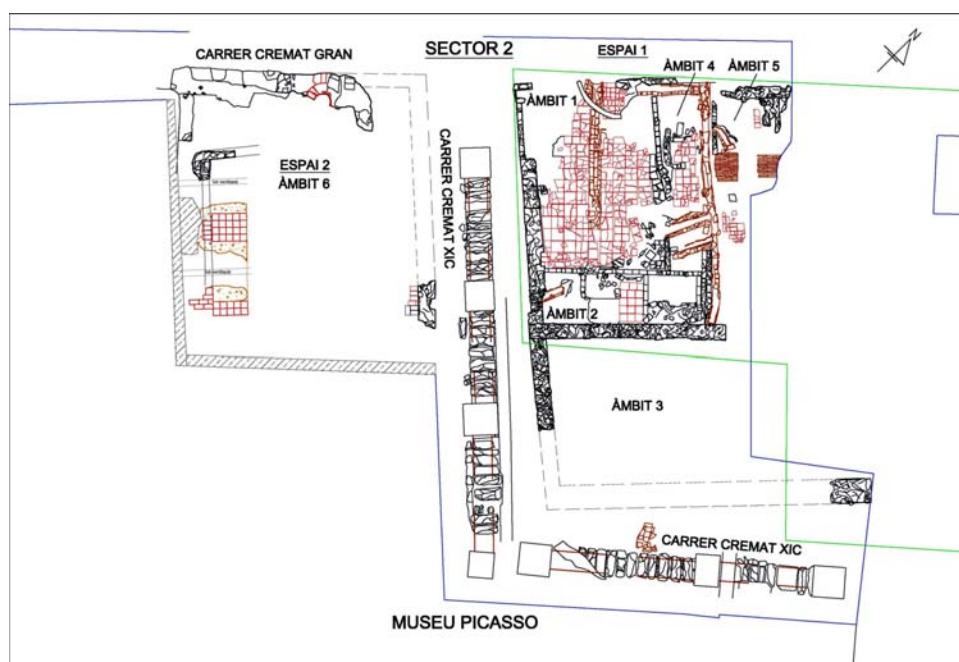 CARRER CREMAT GRAN
SECTOR 2
ESPAI 1
N
ÀMBIT 4
ÀMBIT 5
ÀMBIT 1
CARRER CREMAT XIC
ESPAI 2
ÀMBIT 6
ÀMBIT 2
ÀMBIT 3
CARRER CREMAT XIC
MUSEU PICASSO